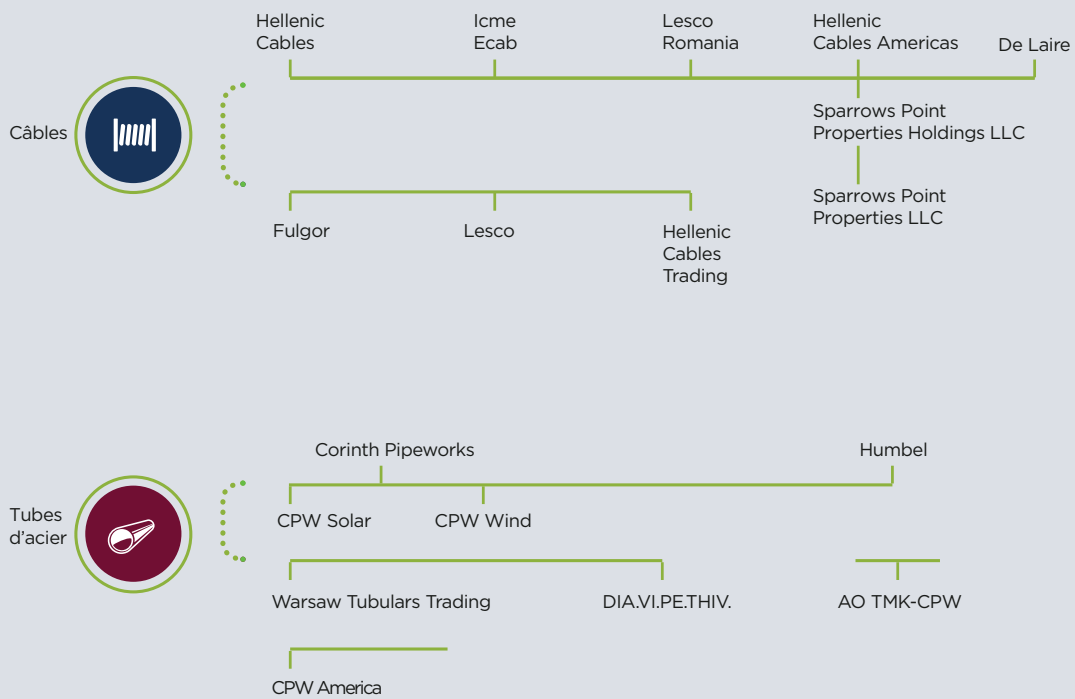 Hellenic
Cables
Icme
Ecab
Lesco
Romania
Hellenic
Cables Americas
De Laire
Câbles
Sparrows Point
Properties Holdings LLC
Sparrows Point
Properties LLC
Fulgor
Lesco
Hellenic
Cables
Trading
Corinth Pipeworks
Humbel
Tubes
d'acier
CPW Solar
CPW Wind
Warsaw Tubulars Trading
DIA.VI.PE.THIV.
AO TMK-CPW
CPW America